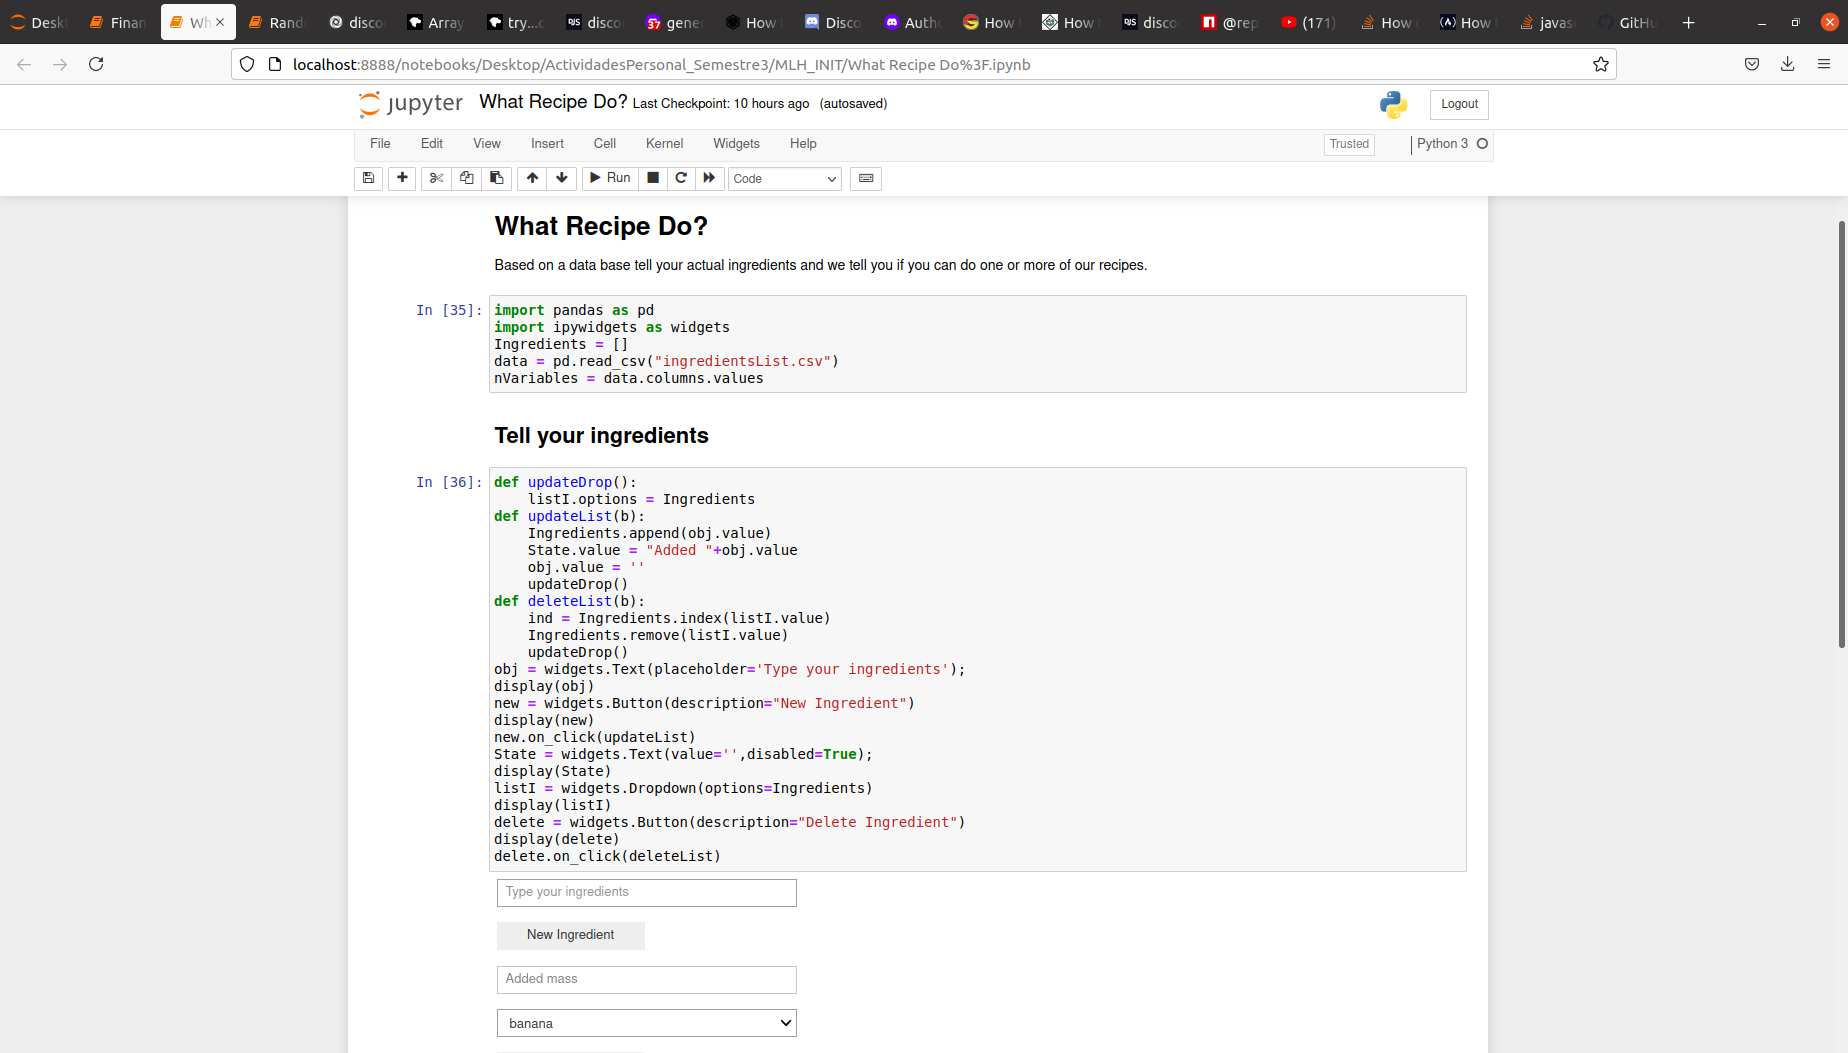 Desk
Finan
Wh
Rand
disco
Array
try...c
disco
gene
How
Disco
Auth
How
How
disco
@rep
(171)
How
How
javas
GitHu
localhost:8888/notebooks/Desktop/ActividadesPersonal_Semestre3/MLH_INIT/What Recipe Do%3F.ipynb
jupyter What Recipe Do? Last Checkpoint: 10 hours ago (autosaved)
Logout
File Edit View Insert Cell Kernel Widgets Help
Trusted
Python 3
Run
Code
What Recipe Do?
Based on a data base tell your actual ingredients and we tell you if you can do one or more of our recipes.
In [35]:
import pandas as pd
import ipywidgets as widgets
Ingredients = []
data = pd.read_csv("ingredientsList.csv")
nVariables = data.columns.values
Tell your ingredients
In [36]:
def updateDrop():
    listI.options = Ingredients
def updateList(b):
    Ingredients.append(obj.value)
    State.value = "Added "+obj.value
    obj.value = ''
    updateDrop()
def deleteList(b):
    ind = Ingredients.index(listI.value)
    Ingredients.remove(listI.value)
    updateDrop()
obj = widgets.Text(placeholder='Type your ingredients');
display(obj)
new = widgets.Button(description="New Ingredient")
display(new)
new.on_click(updateList)
State = widgets.Text(value='',disabled=True);
display(State)
listI = widgets.Dropdown(options=Ingredients)
display(listI)
delete = widgets.Button(description="Delete Ingredient")
display(delete)
delete.on_click(deleteList)
Type your ingredients
New Ingredient
Added mass
banana